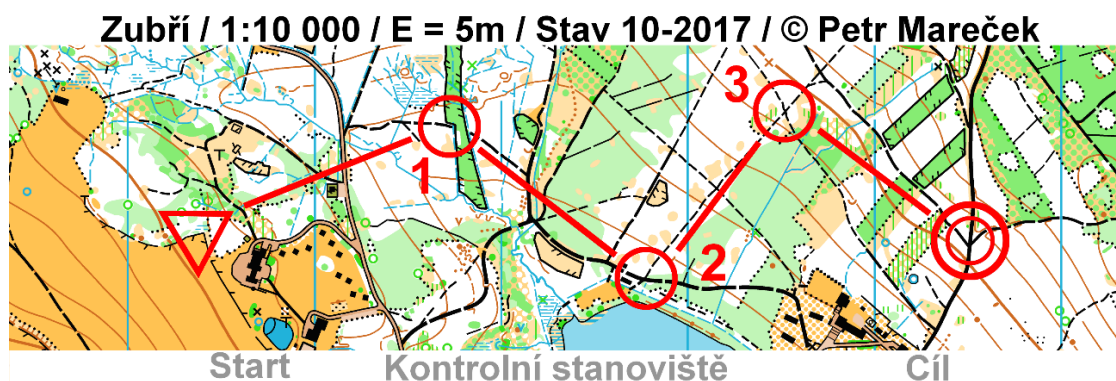 Zubří / 1:10 000 / E = 5m / Stav 10-2017 / © Petr Mareček
3
1
2
Start Kontrolní stanoviště Cíl